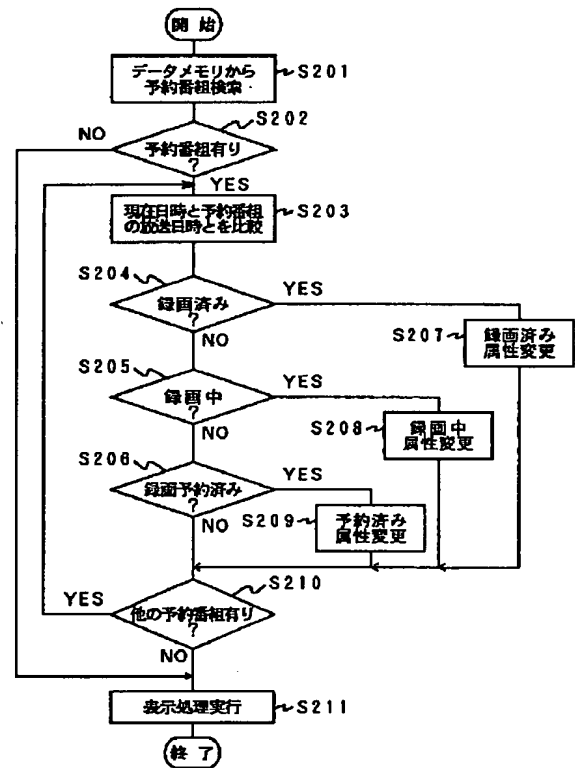 開 始
データメモリから
予約番組検索
S201
S202
NO
予約番組有り
?
YES
現在日時と予約番組
の放送日時とを比較
S203
S204
録画済み
?
YES
NO
S207
録画済み
属性変更
S205
録画中
?
YES
NO
S208
録画中
属性変更
S206
録画予約済み
?
YES
NO
S209
予約済み
属性変更
S210
YES
他の予約番組有り
?
NO
表示処理実行
S211
終 了